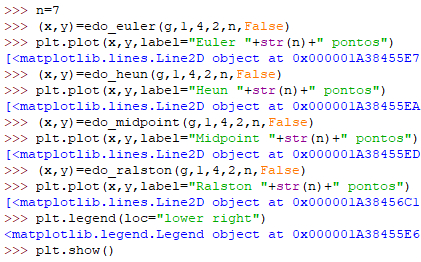 >>> n=7
>>> (x,y)=edo_euler(g,1,4,2,n,False)
>>> plt.plot(x,y,label="Euler "+str(n)+" pontos")
[<matplotlib.lines.Line2D object at 0x000001A38455E7
>>> (x,y)=edo_heun(g,1,4,2,n,False)
>>> plt.plot(x,y,label="Heun "+str(n)+" pontos")
[<matplotlib.lines.Line2D object at 0x000001A38455EA
>>> (x,y)=edo_midpoint(g,1,4,2,n,False)
>>> plt.plot(x,y,label="Midpoint "+str(n)+" pontos")
[<matplotlib.lines.Line2D object at 0x000001A38455ED
>>> (x,y)=edo_ralston(g,1,4,2,n,False)
>>> plt.plot(x,y,label="Ralston "+str(n)+" pontos")
[<matplotlib.lines.Line2D object at 0x000001A38456C1
>>> plt.legend(loc="lower right")
<matplotlib.legend.Legend object at 0x000001A38455E6
>>> plt.show()